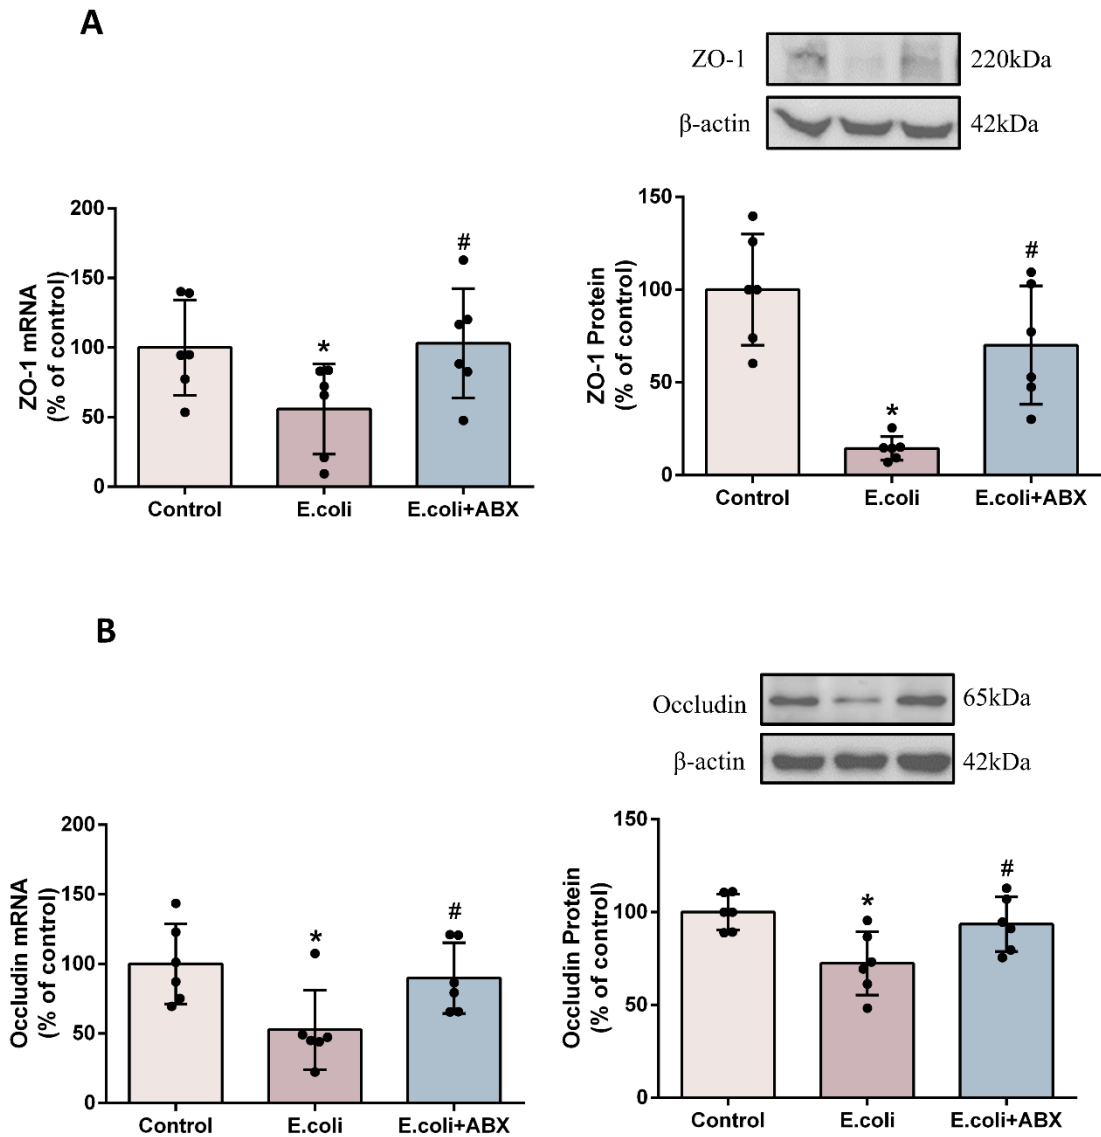 A
ZO-1 220kDa
β-actin 42kDa
ZO-1 mRNA
(% of control)
200
150
100
50
0
*
#
Control E.coli E.coli+ABX
ZO-1 Protein
(% of control)
150
100
50
0
*
#
Control E.coli E.coli+ABX
B
Occludin 65kDa
β-actin 42kDa
Occludin mRNA
(% of control)
200
150
100
50
0
*
#
Control E.coli E.coli+ABX
Occludin Protein
(% of control)
150
100
50
0
*
#
Control E.coli E.coli+ABX